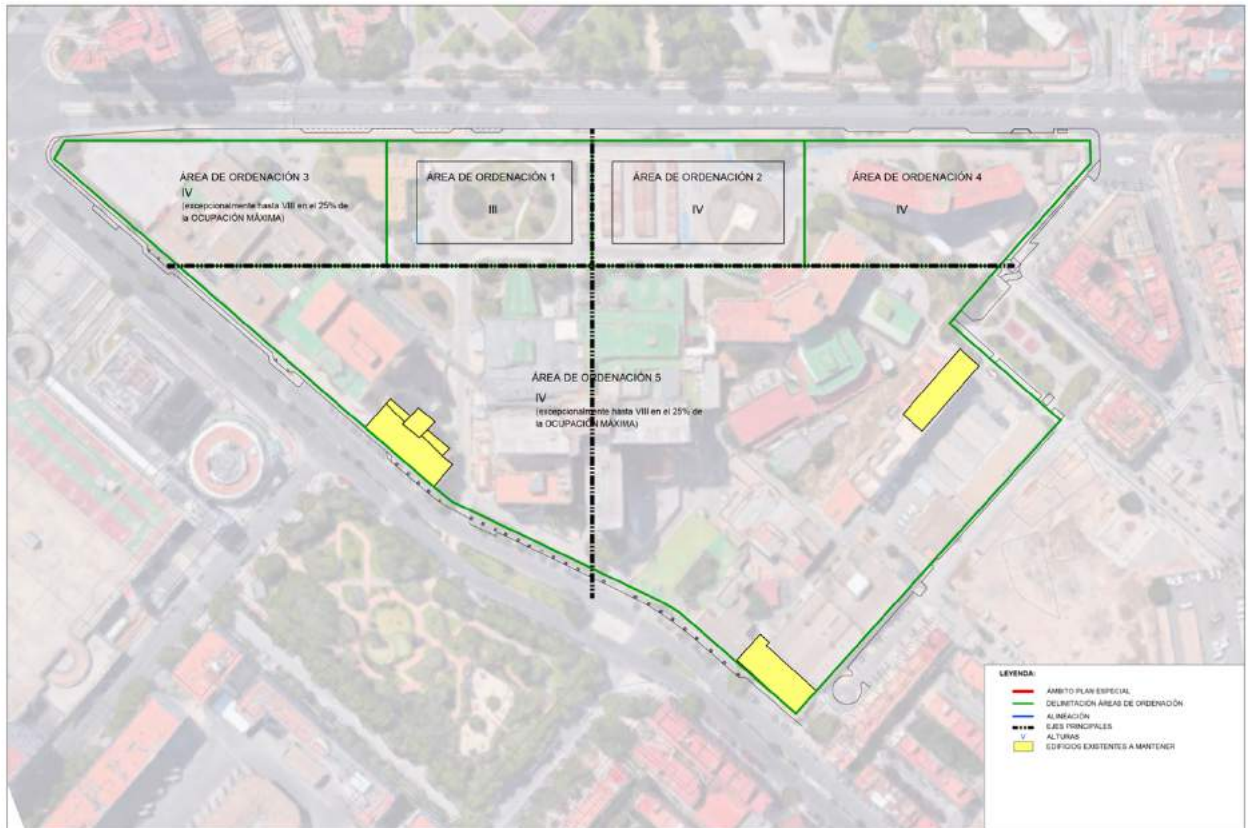 ÁREA DE ORDENACIÓN 3
IV
(excepcionalmente hasta VIII en el 25% de
la OCUPACIÓN MÁXIMA)
ÁREA DE ORDENACIÓN 1
III
ÁREA DE ORDENACIÓN 2
IV
ÁREA DE ORDENACIÓN 4
IV
ÁREA DE ORDENACIÓN 5
IV
(excepcionalmente hasta VIII en el 25% de
la OCUPACIÓN MÁXIMA)
LEYENDA:
ÁMBITO PLAN ESPECIAL
DELIMITACIÓN ÁREAS DE ORDENACIÓN
ALINEACIÓN
EJES PRINCIPALES
V ALTURAS
EDIFICIOS EXISTENTES A MANTENER